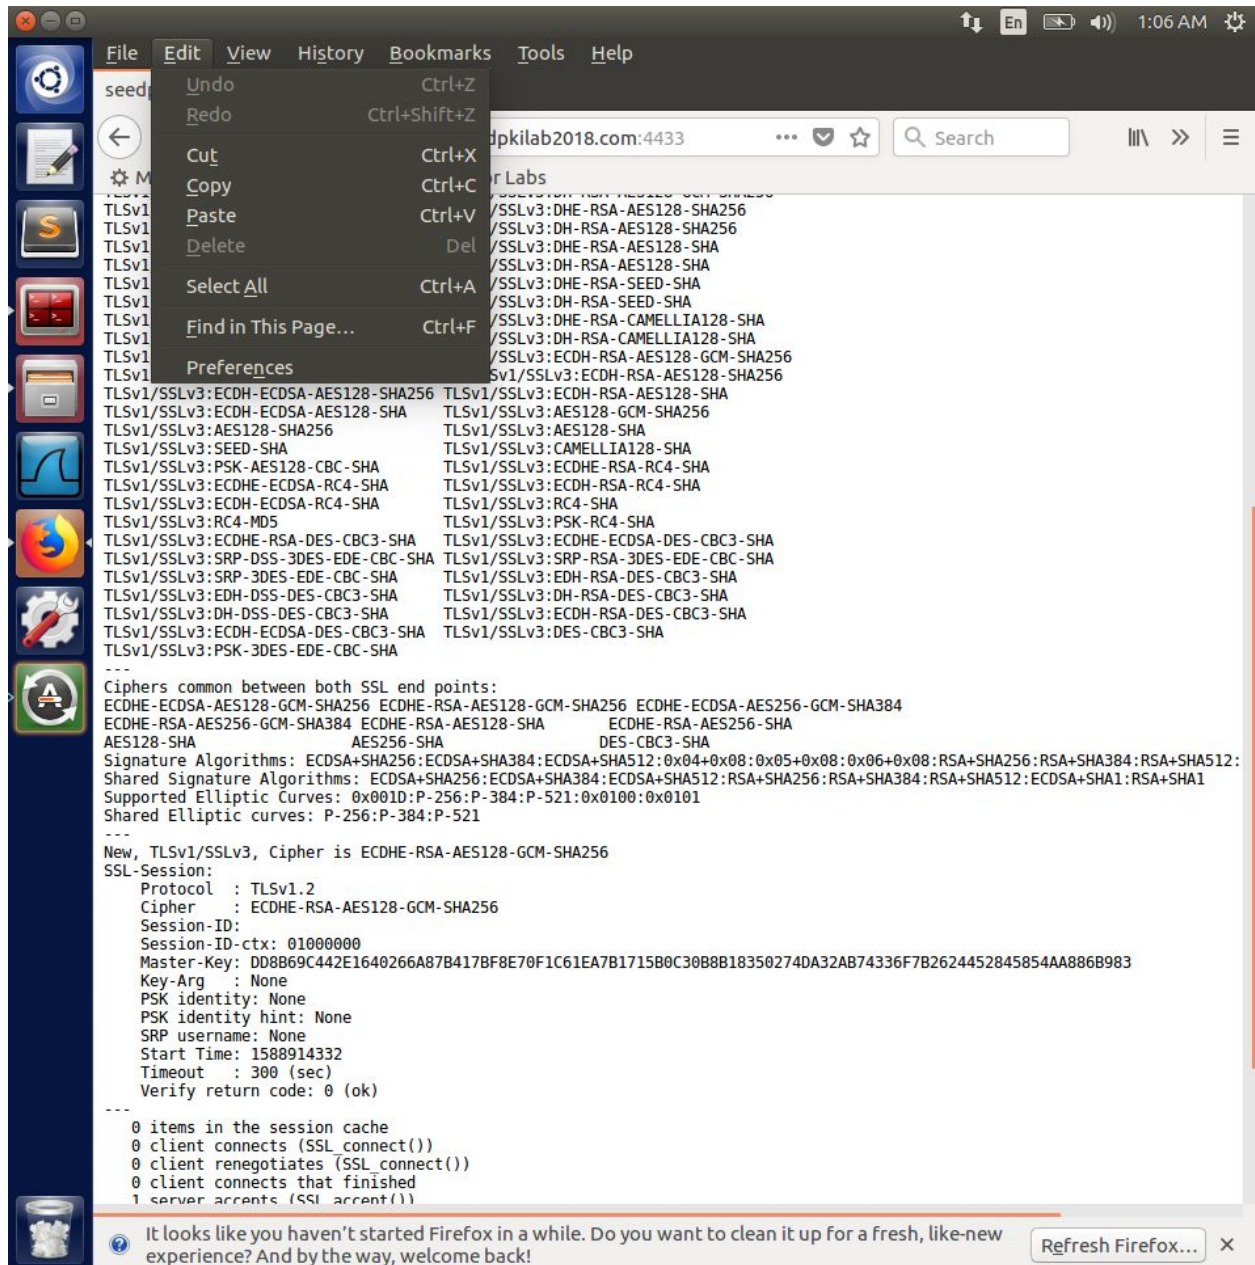 En 1:06 AM
File Edit View History Bookmarks Tools Help
seedp
Undo Ctrl+Z
Redo Ctrl+Shift+Z
Cut Ctrl+X
Copy Ctrl+C
Paste Ctrl+V
Delete Del
Select All Ctrl+A
Find in This Page... Ctrl+F
Preferences
dpkilab2018.com:4433 Search
M r Labs
TLSv1 /SSLv3:DHE-RSA-AES128-SHA256
TLSv1 /SSLv3:DH-RSA-AES128-SHA256
TLSv1 /SSLv3:DHE-RSA-AES128-SHA
TLSv1 /SSLv3:DH-RSA-AES128-SHA
TLSv1 /SSLv3:DHE-RSA-SEED-SHA
TLSv1 /SSLv3:DH-RSA-SEED-SHA
TLSv1 /SSLv3:DHE-RSA-CAMELLIA128-SHA
TLSv1 /SSLv3:DH-RSA-CAMELLIA128-SHA
TLSv1 /SSLv3:ECDH-RSA-AES128-GCM-SHA256
TLSv1 Sv1/SSLv3:ECDH-RSA-AES128-SHA256
TLSv1/SSLv3:ECDH-ECDSA-AES128-SHA256 TLSv1/SSLv3:ECDH-RSA-AES128-SHA
TLSv1/SSLv3:ECDH-ECDSA-AES128-SHA TLSv1/SSLv3:AES128-GCM-SHA256
TLSv1/SSLv3:AES128-SHA256 TLSv1/SSLv3:AES128-SHA
TLSv1/SSLv3:SEED-SHA TLSv1/SSLv3:CAMELLIA128-SHA
TLSv1/SSLv3:PSK-AES128-CBC-SHA TLSv1/SSLv3:ECDHE-RSA-RC4-SHA
TLSv1/SSLv3:ECDHE-ECDSA-RC4-SHA TLSv1/SSLv3:ECDH-RSA-RC4-SHA
TLSv1/SSLv3:ECDH-ECDSA-RC4-SHA TLSv1/SSLv3:RC4-SHA
TLSv1/SSLv3:RC4-MD5 TLSv1/SSLv3:PSK-RC4-SHA
TLSv1/SSLv3:ECDHE-RSA-DES-CBC3-SHA TLSv1/SSLv3:ECDHE-ECDSA-DES-CBC3-SHA
TLSv1/SSLv3:SRP-DSS-3DES-EDE-CBC-SHA TLSv1/SSLv3:SRP-RSA-3DES-EDE-CBC-SHA
TLSv1/SSLv3:SRP-3DES-EDE-CBC-SHA TLSv1/SSLv3:EDH-RSA-DES-CBC3-SHA
TLSv1/SSLv3:EDH-DSS-DES-CBC3-SHA TLSv1/SSLv3:DH-RSA-DES-CBC3-SHA
TLSv1/SSLv3:DH-DSS-DES-CBC3-SHA TLSv1/SSLv3:ECDH-RSA-DES-CBC3-SHA
TLSv1/SSLv3:ECDH-ECDSA-DES-CBC3-SHA TLSv1/SSLv3:DES-CBC3-SHA
TLSv1/SSLv3:PSK-3DES-EDE-CBC-SHA
---
Ciphers common between both SSL end points:
ECDHE-ECDSA-AES128-GCM-SHA256 ECDHE-RSA-AES128-GCM-SHA256 ECDHE-ECDSA-AES256-GCM-SHA384
ECDHE-RSA-AES256-GCM-SHA384 ECDHE-RSA-AES128-SHA ECDHE-RSA-AES256-SHA
AES128-SHA AES256-SHA DES-CBC3-SHA
Signature Algorithms: ECDSA+SHA256:ECDSA+SHA384:ECDSA+SHA512:0x04+0x08:0x05+0x08:0x06+0x08:RSA+SHA256:RSA+SHA384:RSA+SHA512:
Shared Signature Algorithms: ECDSA+SHA256:ECDSA+SHA384:ECDSA+SHA512:RSA+SHA256:RSA+SHA384:RSA+SHA512:ECDSA+SHA1:RSA+SHA1
Supported Elliptic Curves: 0x001D:P-256:P-384:P-521:0x0100:0x0101
Shared Elliptic curves: P-256:P-384:P-521
---
New, TLSv1/SSLv3, Cipher is ECDHE-RSA-AES128-GCM-SHA256
SSL-Session:
Protocol : TLSv1.2
Cipher : ECDHE-RSA-AES128-GCM-SHA256
Session-ID:
Session-ID-ctx: 01000000
Master-Key: DD8B69C442E1640266A87B417BF8E70F1C61EA7B1715B0C30B8B18350274DA32AB74336F7B2624452845854AA886B983
Key-Arg : None
PSK identity: None
PSK identity hint: None
SRP username: None
Start Time: 1588914332
Timeout : 300 (sec)
Verify return code: 0 (ok)
---
0 items in the session cache
0 client connects (SSL_connect())
0 client renegotiates (SSL_connect())
0 client connects that finished
1 server accepts (SSL_accept())
It looks like you haven't started Firefox in a while. Do you want to clean it up for a fresh, like-new
experience? And by the way, welcome back!
Refresh Firefox...